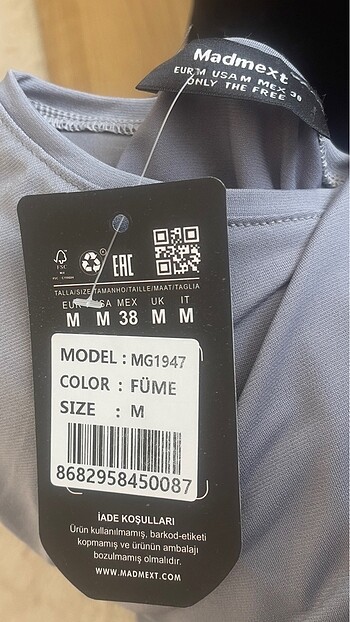 Madmext
EUR M USA M MEX 38
ONLY THE FREE
FSC
EAC
TALLA/SIZE/TAMANHO/TAILLE/MAAT/TAGLIA
EUR USA MEX UK IT
M M 38 M M
MODEL : MG1947
COLOR : FÜME
SIZE : M
8682958450087
İADE KOŞULLARI
Ürün kullanılmamış, barkod-etiketi
kopmamış ve ürünün ambalajı
bozulmamış olmalıdır.
WWW.MADMEXT.COM